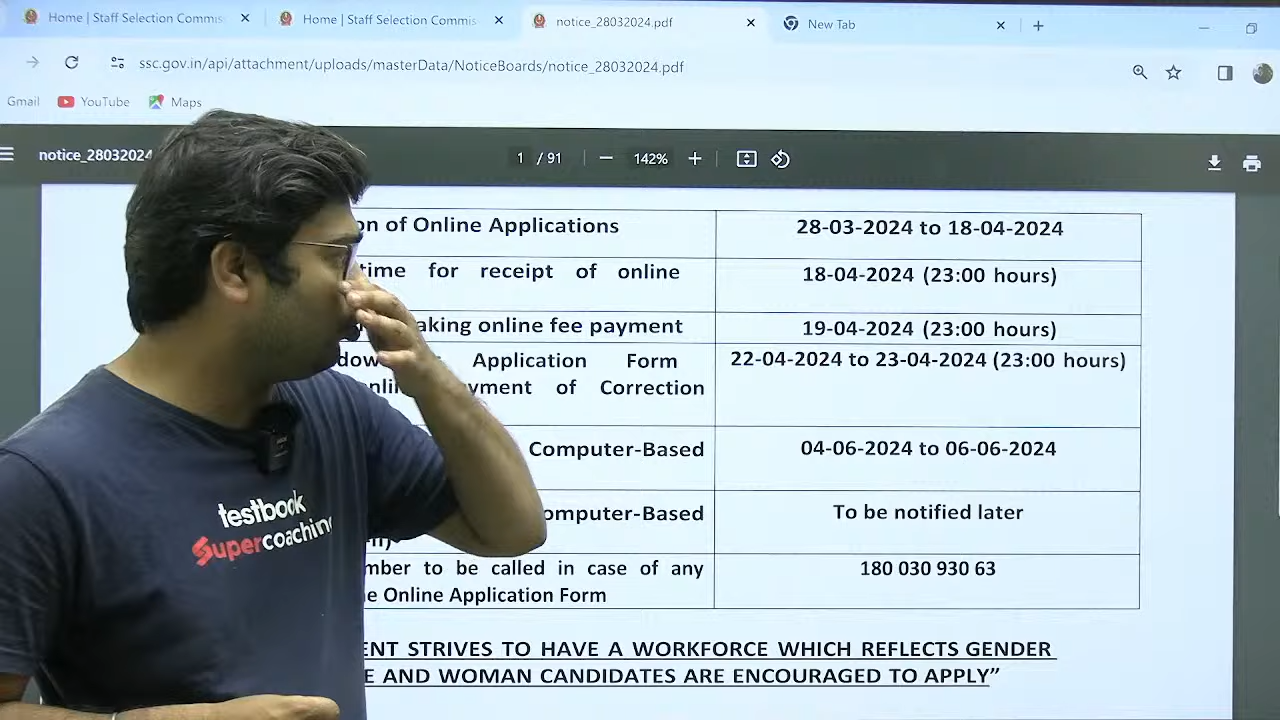 Home | Staff Selection Commis
Home | Staff Selection Commis
notice_28032024.pdf
New Tab
ssc.gov.in/api/attachment/uploads/masterData/NoticeBoards/notice_28032024.pdf
Gmail
YouTube
Maps
notice_28032024
1 / 91
142%
on of Online Applications
28-03-2024 to 18-04-2024
time for receipt of online
18-04-2024 (23:00 hours)
aking online fee payment
19-04-2024 (23:00 hours)
dow Application Form
22-04-2024 to 23-04-2024 (23:00 hours)
onli yment of Correction
Computer-Based
04-06-2024 to 06-06-2024
omputer-Based
To be notified later
-II)
mber to be called in case of any
180 030 930 63
e Online Application Form
ENT STRIVES TO HAVE A WORKFORCE WHICH REFLECTS GENDER
E AND WOMAN CANDIDATES ARE ENCOURAGED TO APPLY”
testbook
Supercoaching